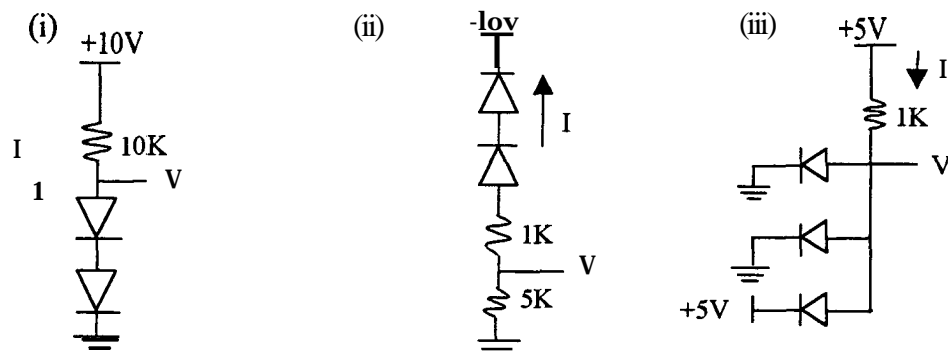 (i)
+10V
10K
I
V
1
(ii)
-lov
I
1K
V
5K
(iii)
+5V
I
1K
V
+5V